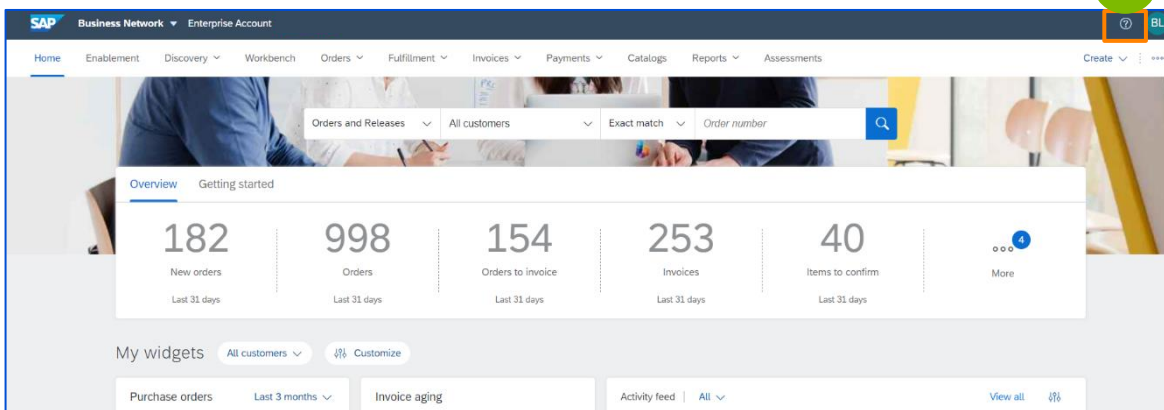 SAP Business Network Enterprise Account BL
Home Enablement Discovery Workbench Orders Fulfillment Invoices Payments Catalogs Reports Assessments Create
Orders and Releases All customers Exact match Order number
Overview Getting started
182 998 154 253 40 4
New orders Orders Orders to invoice Invoices Items to confirm More
Last 31 days Last 31 days Last 31 days Last 31 days Last 31 days
My widgets All customers Customize
Purchase orders Last 3 months Invoice aging Activity feed All View all